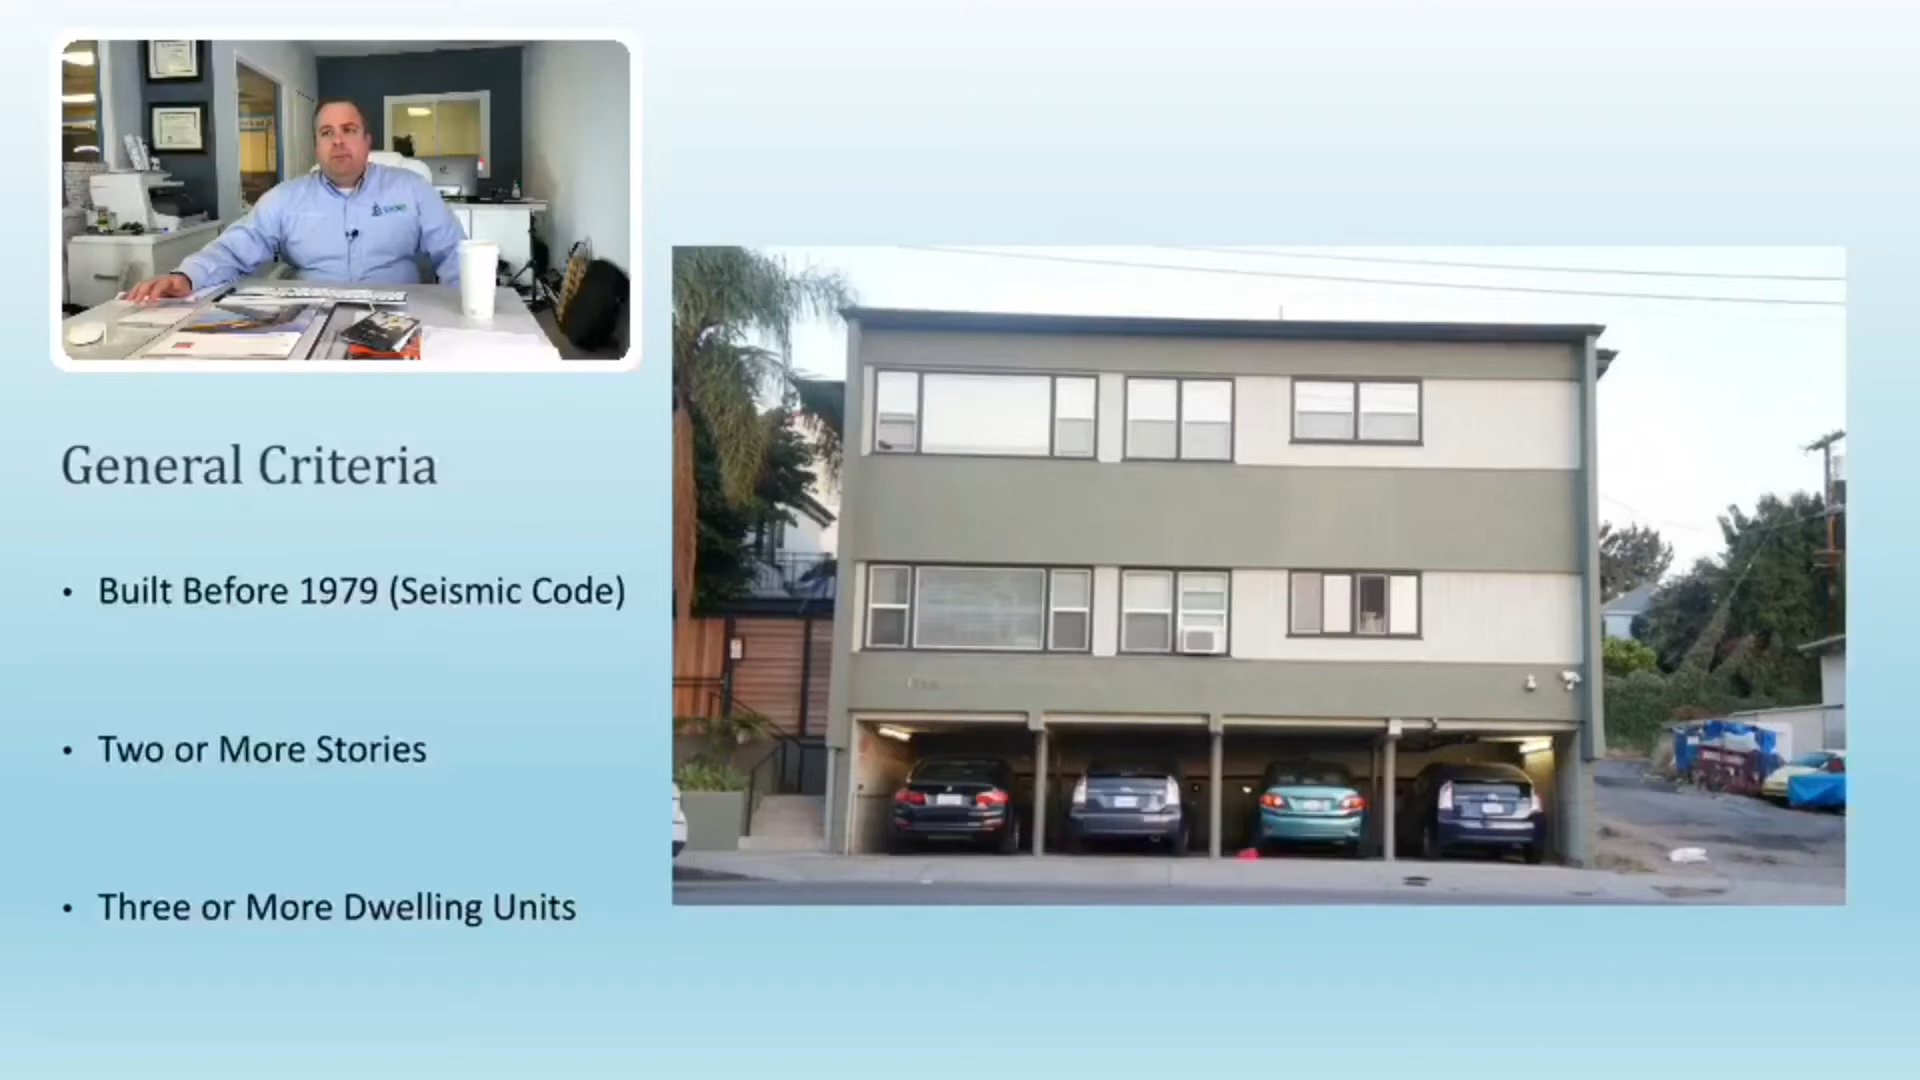 General Criteria
• Built Before 1979 (Seismic Code)
• Two or More Stories
• Three or More Dwelling Units